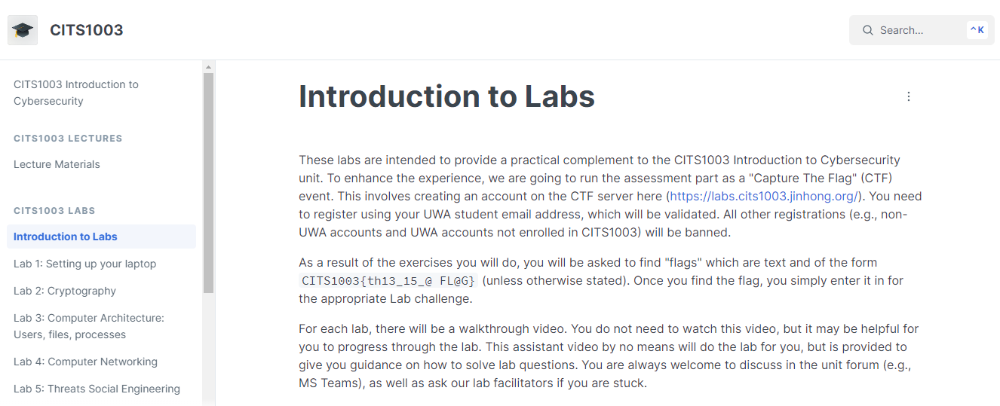 CITS1003
Search...
⌃K
CITS1003 Introduction to
Cybersecurity
CITS1003 LECTURES
Lecture Materials
CITS1003 LABS
Introduction to Labs
Lab 1: Setting up your laptop
Lab 2: Cryptography
Lab 3: Computer Architecture:
Users, files, processes
Lab 4: Computer Networking
Lab 5: Threats Social Engineering
Introduction to Labs
These labs are intended to provide a practical complement to the CITS1003 Introduction to Cybersecurity
unit. To enhance the experience, we are going to run the assessment part as a "Capture The Flag" (CTF)
event. This involves creating an account on the CTF server here (https://labs.cits1003.jinhong.org/). You need
to register using your UWA student email address, which will be validated. All other registrations (e.g., non-
UWA accounts and UWA accounts not enrolled in CITS1003) will be banned.
As a result of the exercises you will do, you will be asked to find "flags" which are text and of the form
CITS1003{th13_15_@ FL@G} (unless otherwise stated). Once you find the flag, you simply enter it in for
the appropriate Lab challenge.
For each lab, there will be a walkthrough video. You do not need to watch this video, but it may be helpful for
you to progress through the lab. This assistant video by no means will do the lab for you, but is provided to
give you guidance on how to solve lab questions. You are always welcome to discuss in the unit forum (e.g.,
MS Teams), as well as ask our lab facilitators if you are stuck.